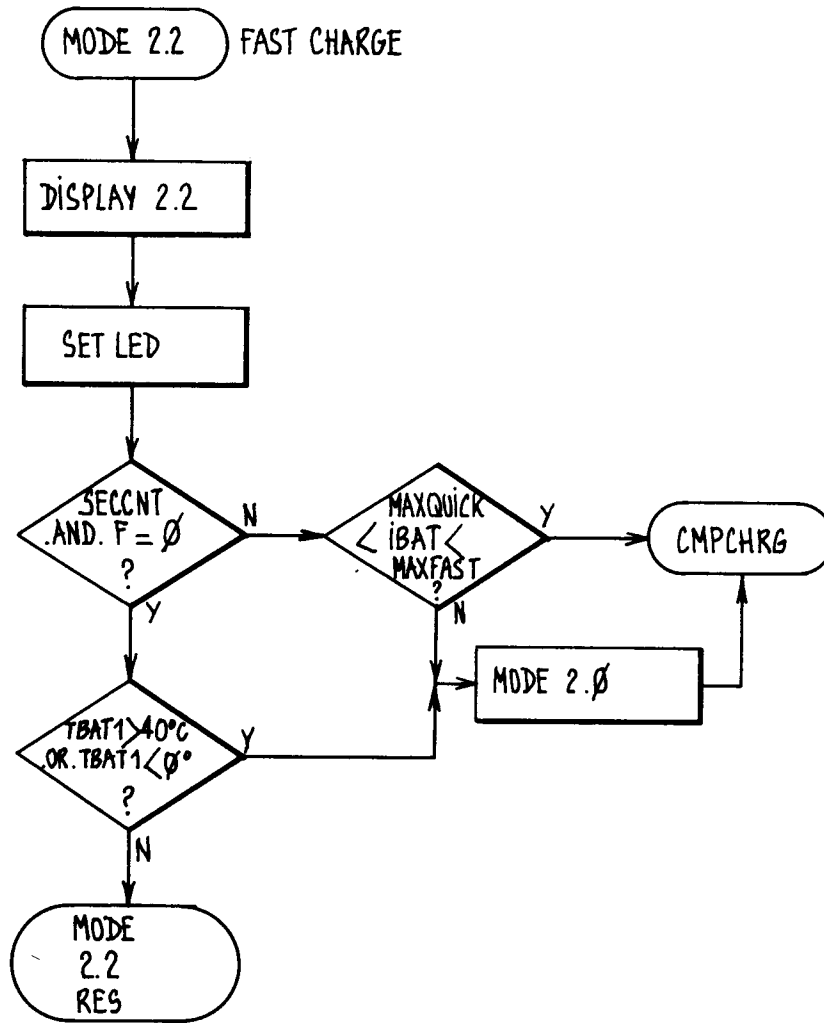 MODE 2.2
FAST CHARGE
DiSPLAY 2.2
SET LED
SECCNT
.AND. F = Ø
?
N
Y
MAXQUiCK
< iBAT <
MAXFAST
?
Y
N
CMPCHRG
MODE 2.Ø
TBAT1>40°C
.OR. TBAT1<Ø°
?
Y
N
MODE
2.2
RES